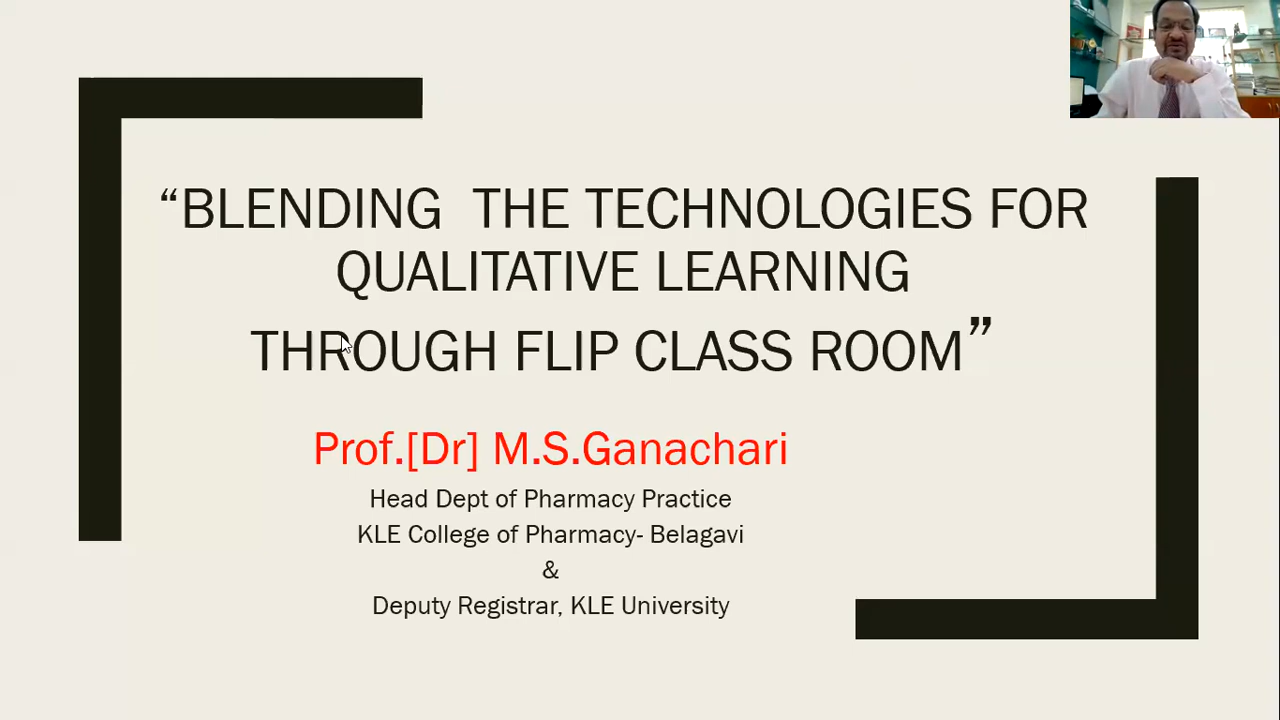 “BLENDING THE TECHNOLOGIES FOR
QUALITATIVE LEARNING
THROUGH FLIP CLASS ROOM”
Prof.[Dr] M.S.Ganachari
Head Dept of Pharmacy Practice
KLE College of Pharmacy- Belagavi
&
Deputy Registrar, KLE University